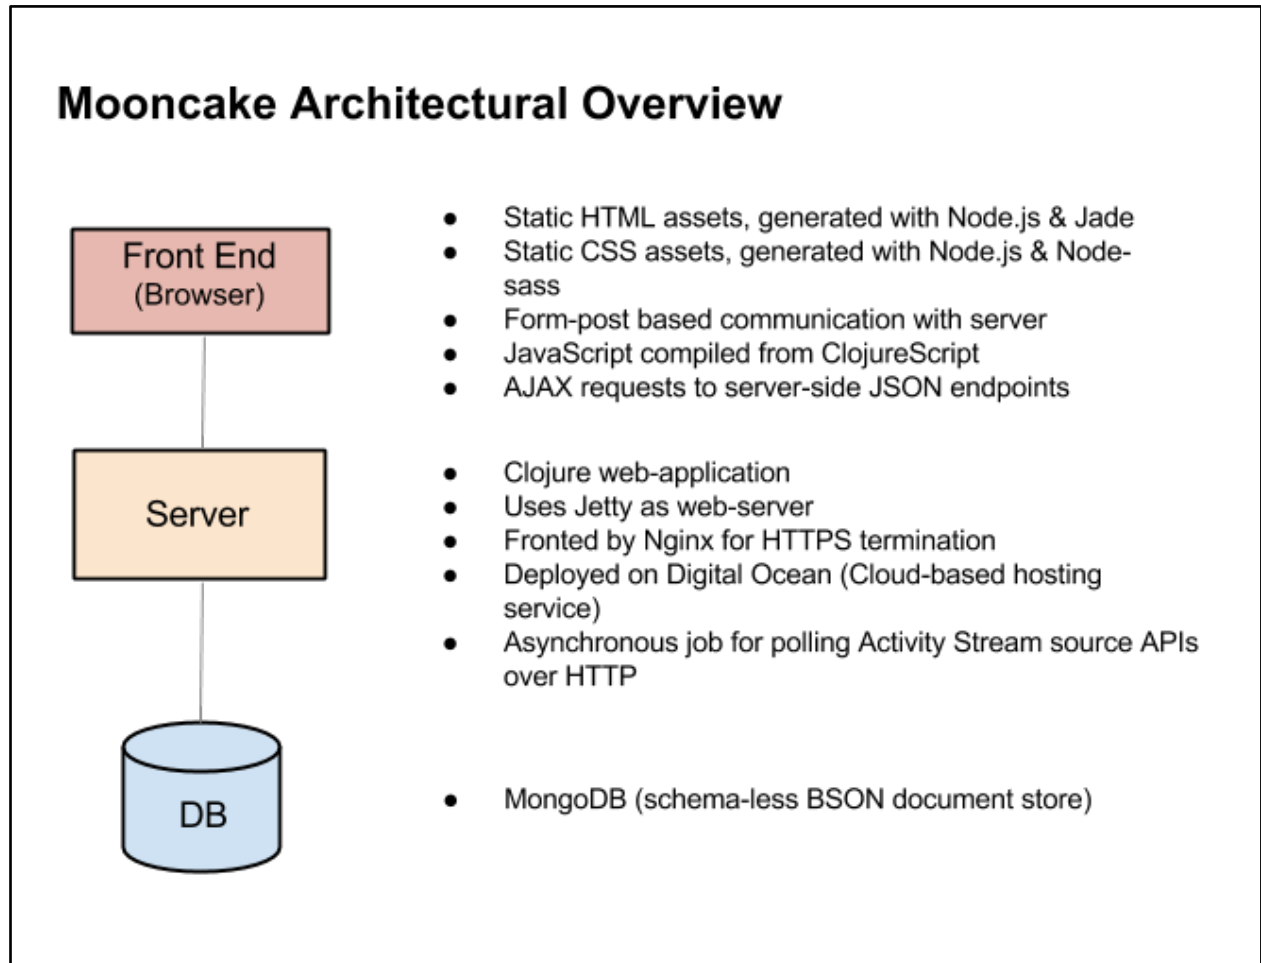 Mooncake Architectural Overview
Front End
(Browser)
● Static HTML assets, generated with Node.js & Jade
● Static CSS assets, generated with Node.js & Node-
sass
● Form-post based communication with server
● JavaScript compiled from ClojureScript
● AJAX requests to server-side JSON endpoints
Server
● Clojure web-application
● Uses Jetty as web-server
● Fronted by Nginx for HTTPS termination
● Deployed on Digital Ocean (Cloud-based hosting
service)
● Asynchronous job for polling Activity Stream source APIs
over HTTP
DB
● MongoDB (schema-less BSON document store)